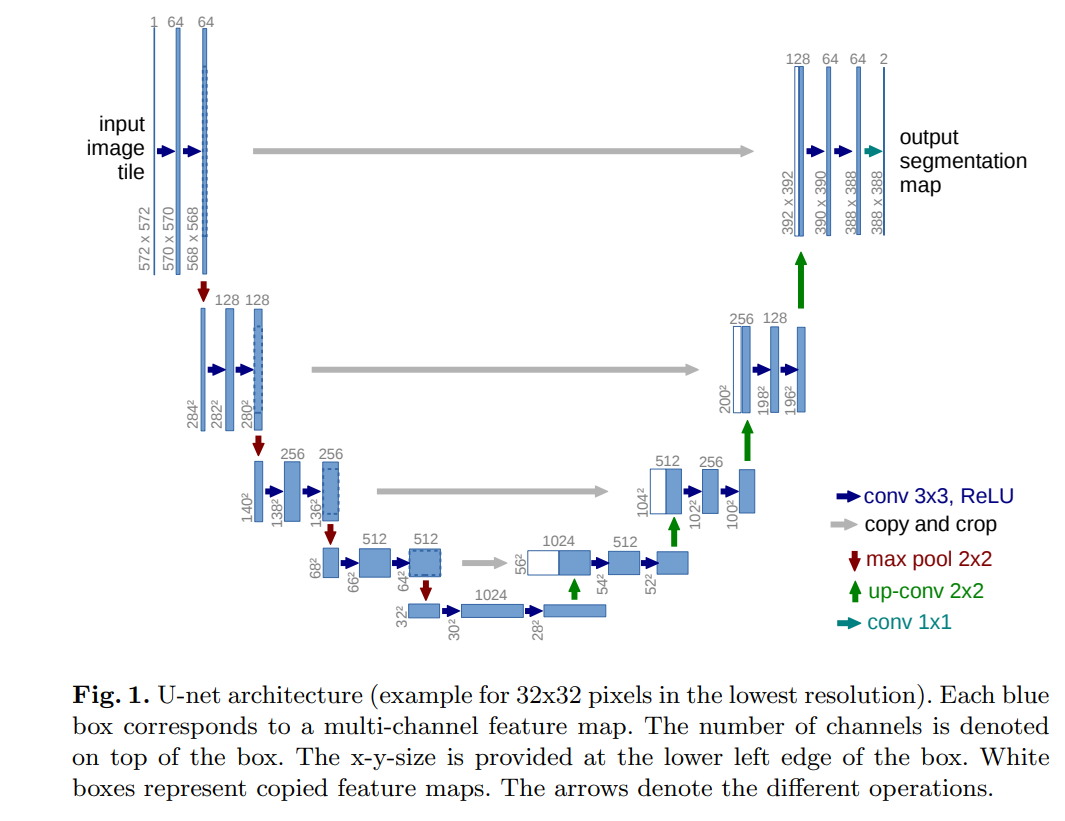 1 64 64
input
image
tile
572 x 572
570 x 570
568 x 568
128 64 64 2
output
segmentation
map
392 x 392
390 x 390
388 x 388
388 x 388
128 128
284²
282²
280²
256 128
200²
198²
196²
256 256
140²
138²
136²
512 256
104²
102²
100²
512 512
68²
66²
64²
1024 512
56²
54²
52²
1024
32²
30²
28²
conv 3x3, ReLU
copy and crop
max pool 2x2
up-conv 2x2
conv 1x1
Fig. 1. U-net architecture (example for 32x32 pixels in the lowest resolution). Each blue
box corresponds to a multi-channel feature map. The number of channels is denoted
on top of the box. The x-y-size is provided at the lower left edge of the box. White
boxes represent copied feature maps. The arrows denote the different operations.